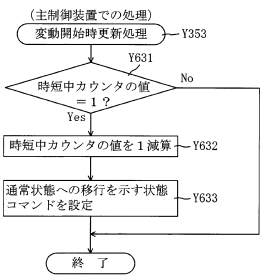 (主制御装置での処理)
変動開始時更新処理
Y353
Y631
時短中カウンタの値
＝1？
No
Yes
時短中カウンタの値を1減算
Y632
通常状態への移行を示す状態
コマンドを設定
Y633
終 了